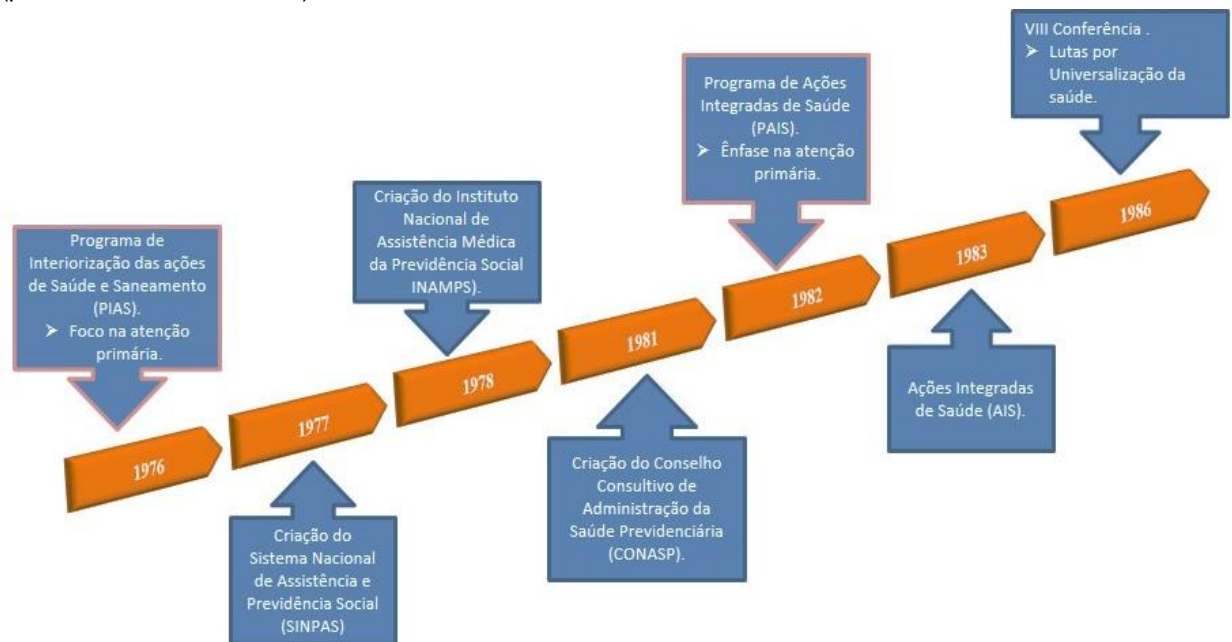 Programa de
Interiorização das ações
de Saúde e Saneamento
(PIAS).
➤ Foco na atenção
primária.
1976
1977
Criação do
Sistema Nacional
de Assistência e
Previdência Social
(SINPAS)
Criação do Instituto
Nacional de
Assistência Médica
da Previdência Social
INAMPS).
1978
1981
Criação do Conselho
Consultivo de
Administração da
Saúde Previdenciária
(CONASP).
Programa de Ações
Integradas de Saúde
(PAIS).
➤ Ênfase na atenção
primária.
1982
1983
Ações Integradas
de Saúde (AIS).
VIII Conferência .
➤ Lutas por
Universalização da
saúde.
1986